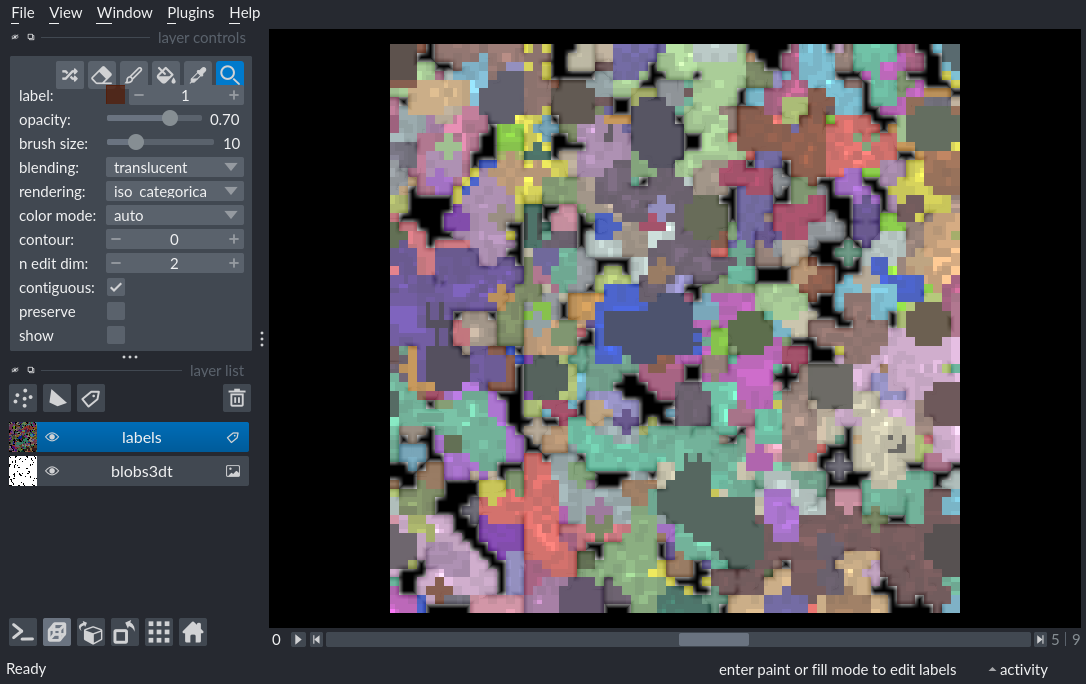 File View Window Plugins Help
layer controls
label: 1
opacity: 0.70
brush size: 10
blending: translucent
rendering: iso_categorica
color mode: auto
contour: 0
n edit dim: 2
contiguous:
preserve
show
layer list
labels
blobs3dt
0 5 | 9
Ready enter paint or fill mode to edit labels activity